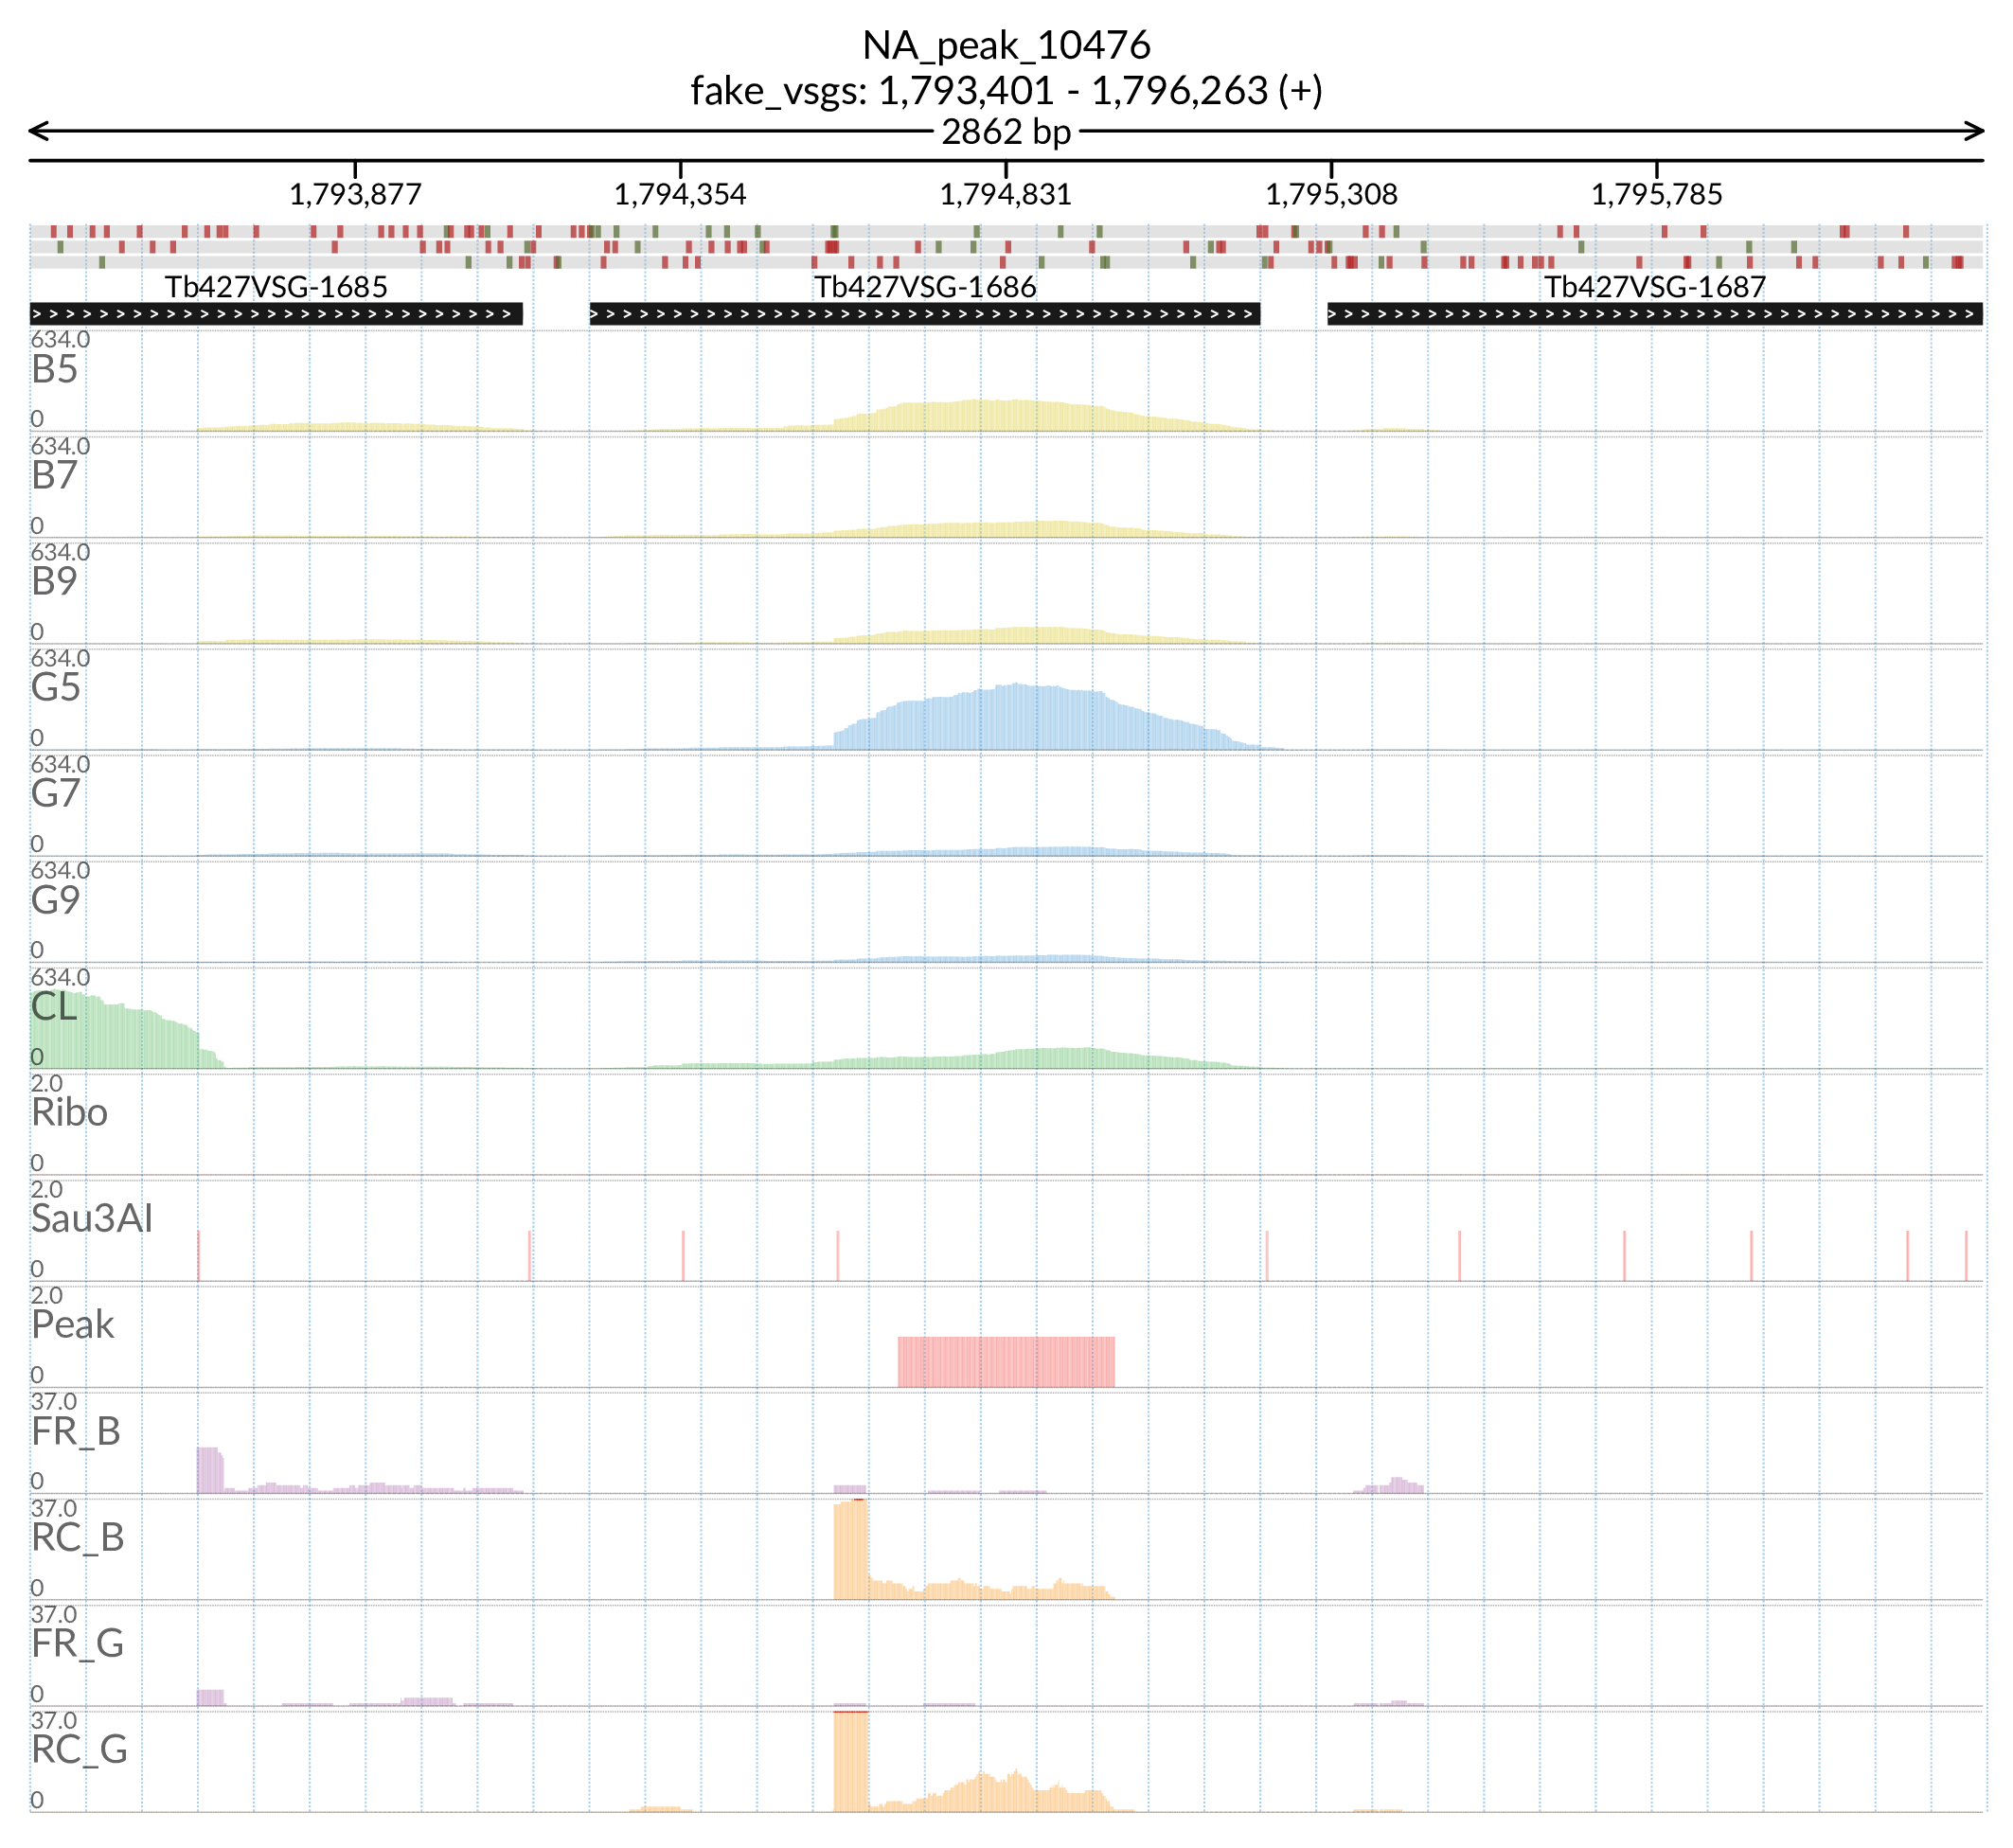 NA_peak_10476
fake_vsgs: 1,793,401 - 1,796,263 (+)
2862 bp
1,793,877 1,794,354 1,794,831 1,795,308 1,795,785
Tb427VSG-1685 Tb427VSG-1686 Tb427VSG-1687
634.0
B5
0
634.0
B7
0
634.0
B9
0
634.0
G5
0
634.0
G7
0
634.0
G9
0
634.0
CL
0
2.0
Ribo
0
2.0
Sau3AI
0
2.0
Peak
0
37.0
FR_B
0
37.0
RC_B
0
37.0
FR_G
0
37.0
RC_G
0